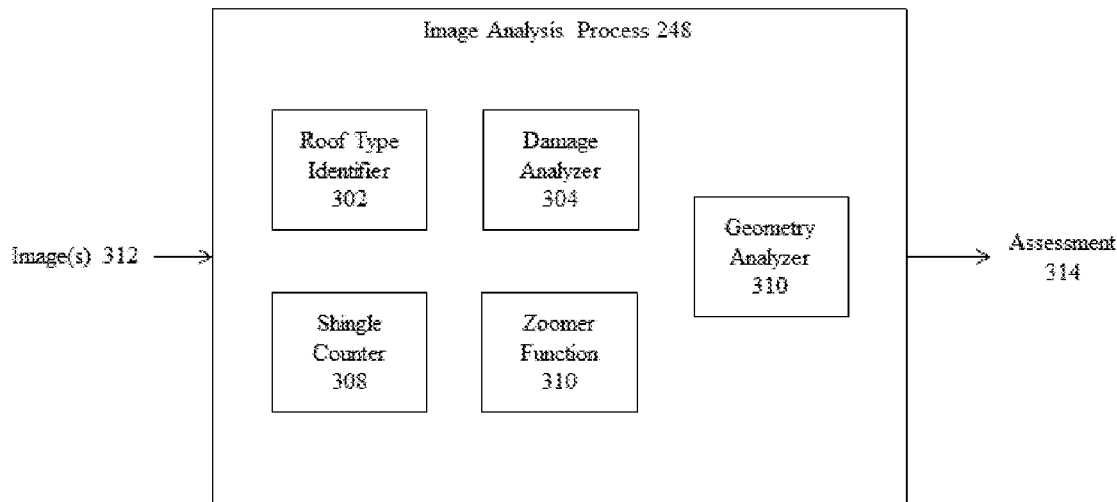 Image Analysis Process 248
Roof Type
Identifier
302
Damage
Analyzer
304
Geometry
Analyzer
310
Image(s) 312
Assessment
314
Shingle
Counter
308
Zoomer
Function
310